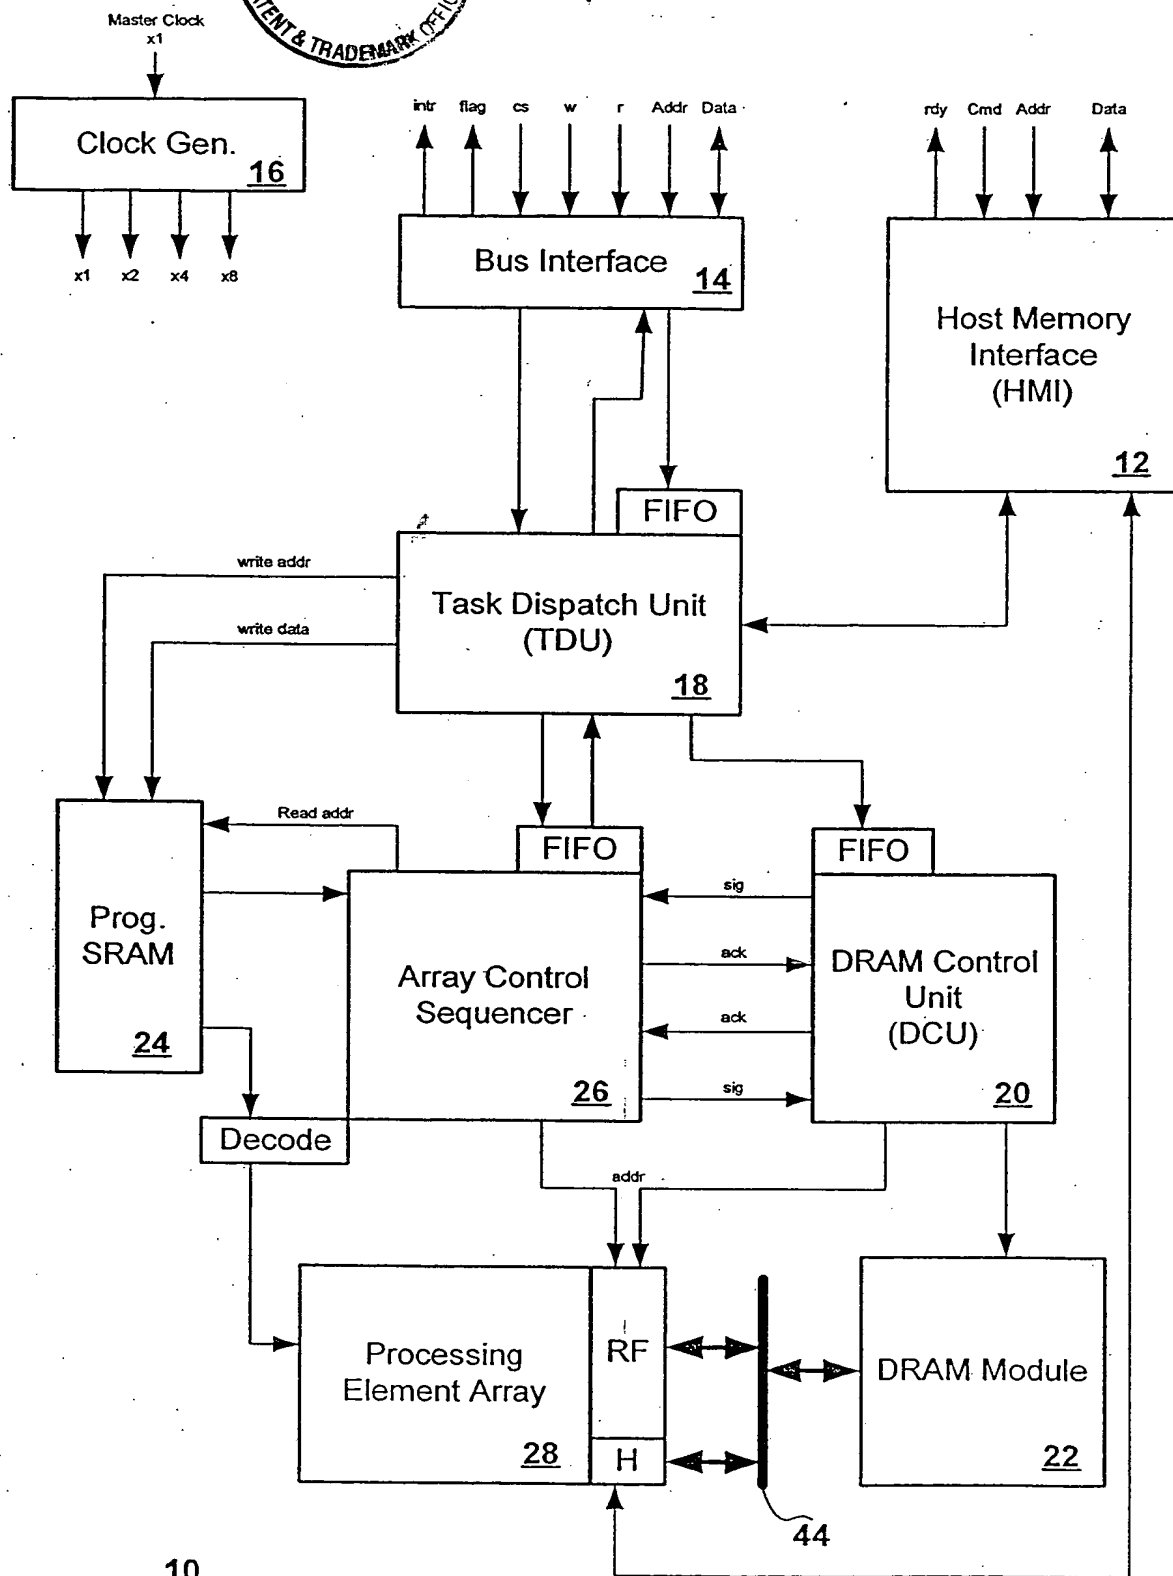 Master Clock
x1
TENT & TRADEMARK OFFIC
Clock Gen.
16
x1 x2 x4 x8
intr flag cs w r Addr Data
rdy Cmd Addr Data
Bus Interface
14
Host Memory
Interface
(HMI)
12
FIFO
Task Dispatch Unit
(TDU)
18
write addr
write data
Read addr
FIFO
FIFO
Prog.
SRAM
24
Array Control
Sequencer
26
sig
ack
ack
sig
DRAM Control
Unit
(DCU)
20
Decode
addr
Processing
Element Array
28
RF
H
DRAM Module
22
44
10